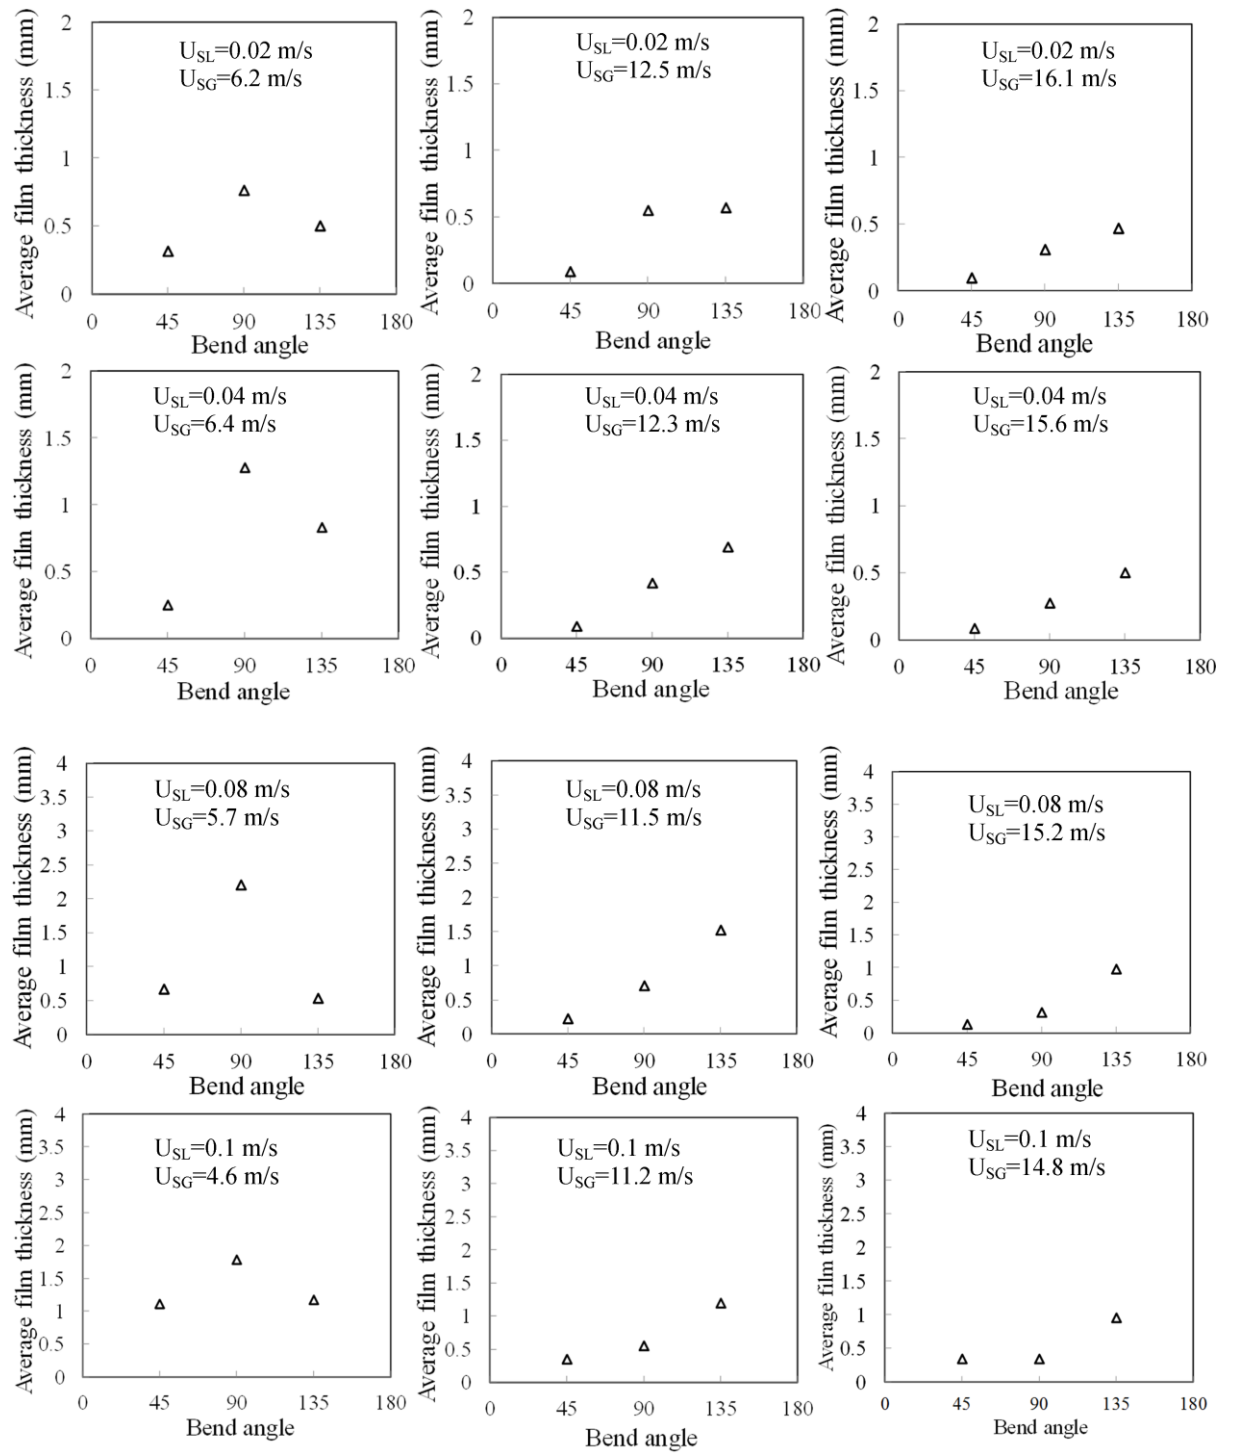 Average film thickness (mm)
2
1.5
1
0.5
0
U_SL=0.02 m/s
U_SG=6.2 m/s
0 45 90 135 180
Bend angle
Average film thickness (mm)
2
1.5
1
0.5
0
U_SL=0.02 m/s
U_SG=12.5 m/s
0 45 90 135 180
Bend angle
Average film thickness (mm)
2
1.5
1
0.5
0
U_SL=0.02 m/s
U_SG=16.1 m/s
0 45 90 135 180
Bend angle
Average film thickness (mm)
2
1.5
1
0.5
0
U_SL=0.04 m/s
U_SG=6.4 m/s
0 45 90 135 180
Bend angle
Average film thickness (mm)
2
1.5
1
0.5
0
U_SL=0.04 m/s
U_SG=12.3 m/s
0 45 90 135 180
Bend angle
Average film thickness (mm)
2
1.5
1
0.5
0
U_SL=0.04 m/s
U_SG=15.6 m/s
0 45 90 135 180
Bend angle
Average film thickness (mm)
4
3.5
3
2.5
2
1.5
1
0.5
0
U_SL=0.08 m/s
U_SG=5.7 m/s
0 45 90 135 180
Bend angle
Average film thickness (mm)
4
3.5
3
2.5
2
1.5
1
0.5
0
U_SL=0.08 m/s
U_SG=11.5 m/s
0 45 90 135 180
Bend angle
Average film thickness (mm)
4
3.5
3
2.5
2
1.5
1
0.5
0
U_SL=0.08 m/s
U_SG=15.2 m/s
0 45 90 135 180
Bend angle
Average film thickness (mm)
4
3.5
3
2.5
2
1.5
1
0.5
0
U_SL=0.1 m/s
U_SG=4.6 m/s
0 45 90 135 180
Bend angle
Average film thickness (mm)
4
3.5
3
2.5
2
1.5
1
0.5
0
U_SL=0.1 m/s
U_SG=11.2 m/s
0 45 90 135 180
Bend angle
Average film thickness (mm)
4
3.5
3
2.5
2
1.5
1
0.5
0
U_SL=0.1 m/s
U_SG=14.8 m/s
0 45 90 135 180
Bend angle